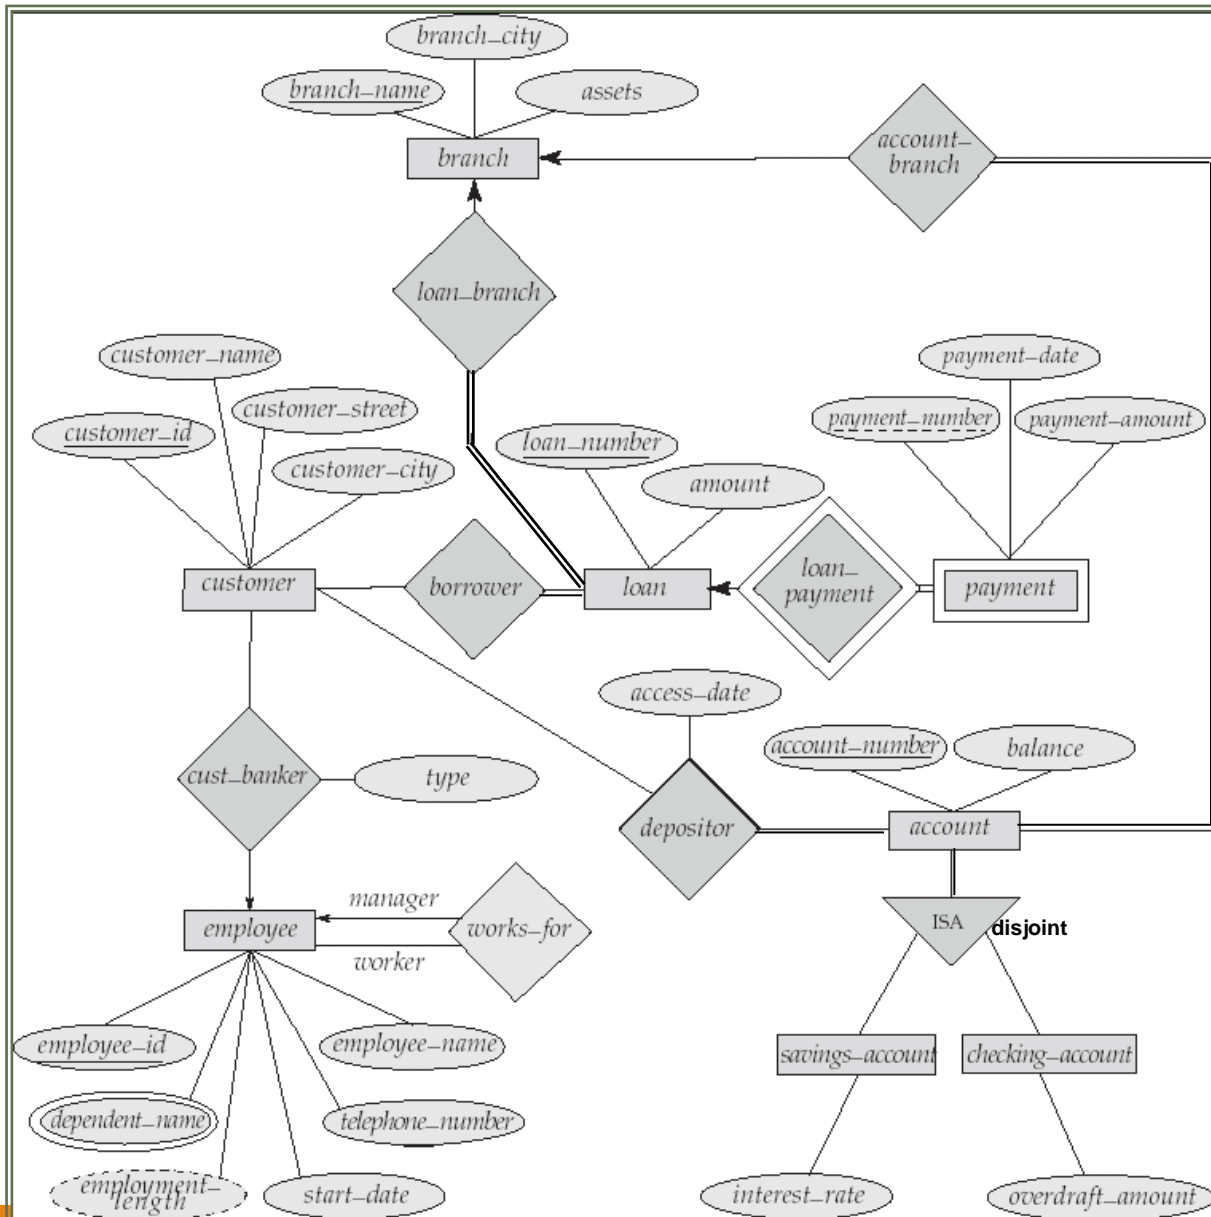 branch_city
branch_name
assets
branch
account_
branch
loan_branch
customer_name
payment_date
customer_street
customer_id
loan_number
payment_number
payment_amount
customer_city
amount
customer
borrower
loan
loan_
payment
payment
access_date
account_number
balance
cust_banker
type
depositor
account
manager
employee
works_for
worker
ISA
disjoint
employee_id
employee_name
savings_account
checking_account
dependent_name
telephone_number
employment_
length
start_date
interest_rate
overdraft_amount